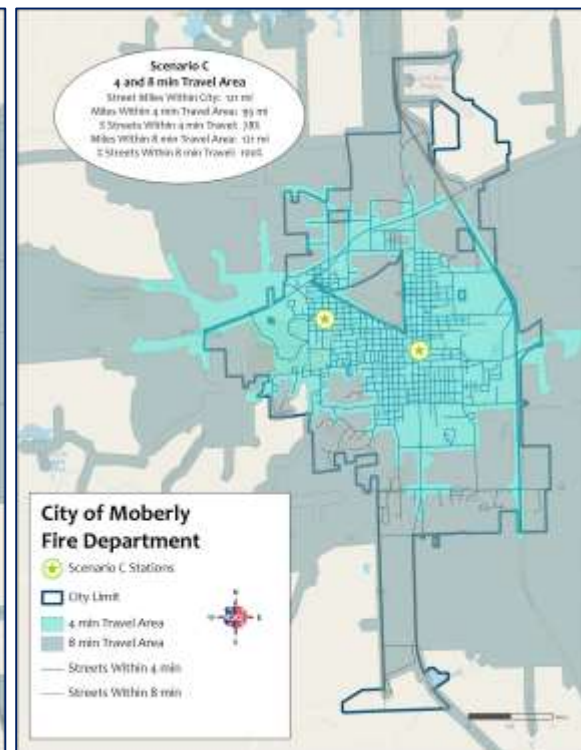 Scenario C
4 and 8 min Travel Area
Street Miles Within City: 121 mi
Miles Within 4 min Travel Area: 95 mi
% Streets Within 4 min Travel: 78%
Miles Within 8 min Travel Area: 121 mi
% Streets Within 8 min Travel: 100%
City of Moberly
Fire Department
Scenario C Stations
City Limit
4 min Travel Area
8 min Travel Area
Streets Within 4 min
Streets Within 8 min